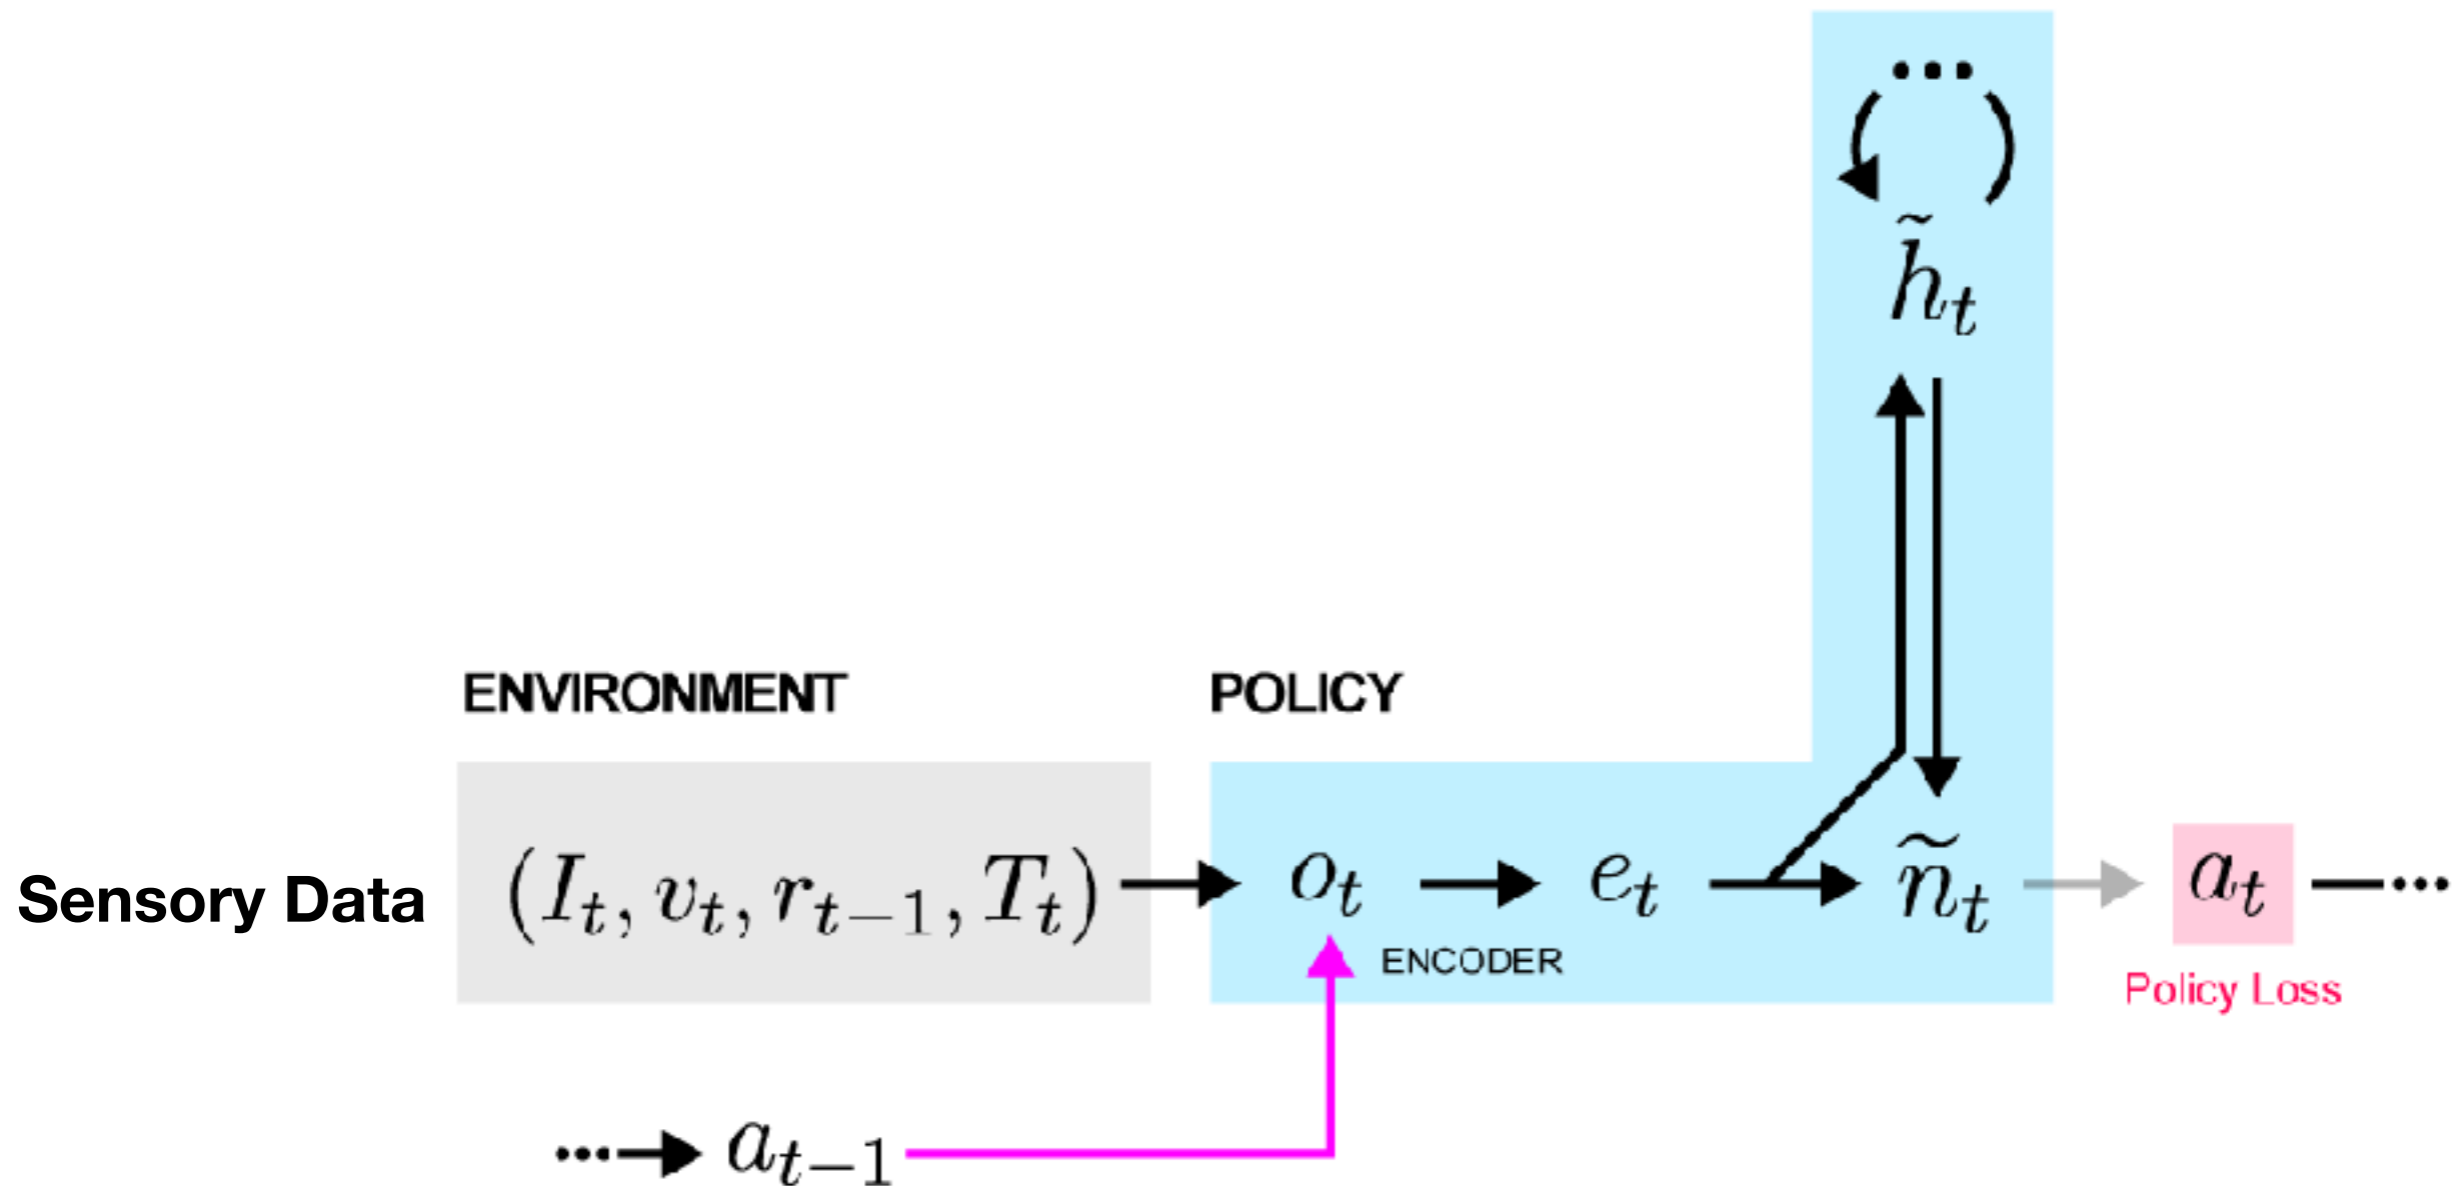 ...
h̃_t
ENVIRONMENT POLICY
Sensory Data (I_t, v_t, r_{t−1}, T_t) o_t e_t ñ_t a_t ...
ENCODER
Policy Loss
... a_{t−1}